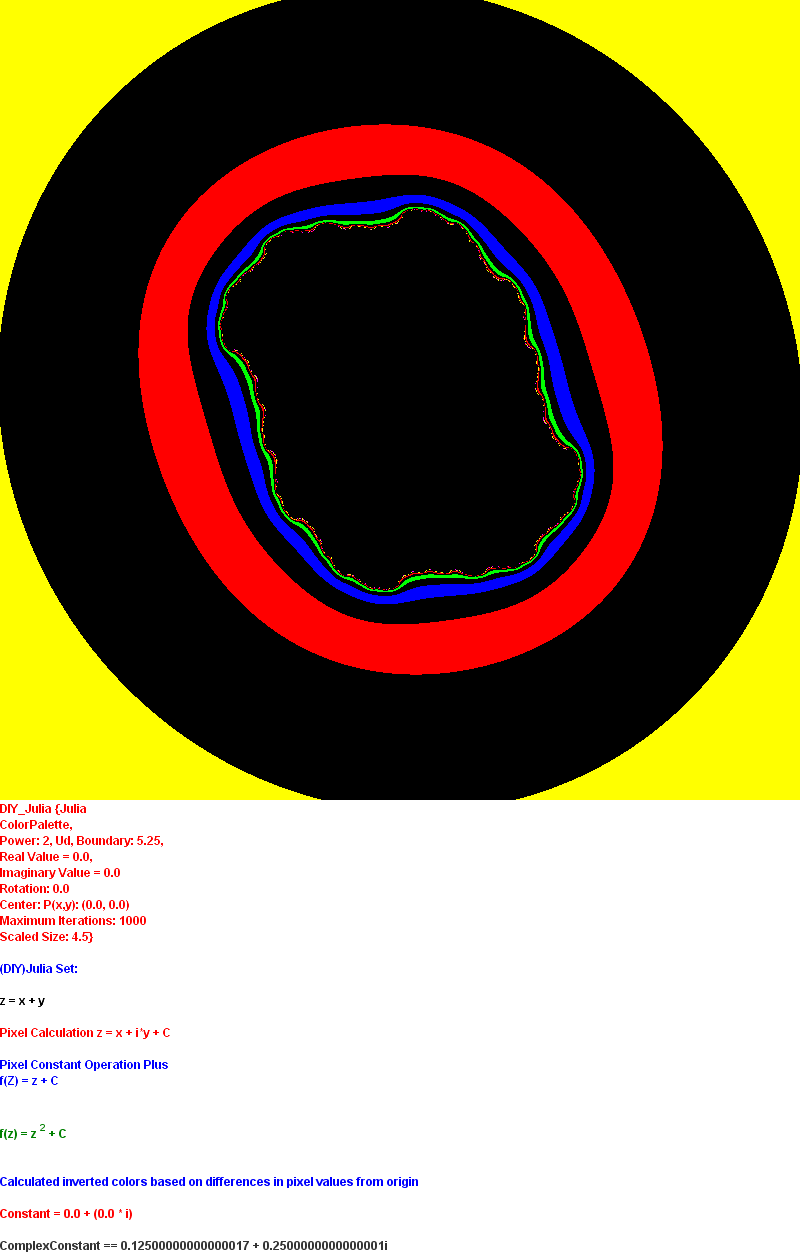 DIY_Julia {Julia
ColorPalette,
Power: 2, Ud, Boundary: 5.25,
Real Value = 0.0,
Imaginary Value = 0.0
Rotation: 0.0
Center: P(x,y): (0.0, 0.0)
Maximum Iterations: 1000
Scaled Size: 4.5}
(DIY)Julia Set:
z = x + y
Pixel Calculation z = x + i*y + C
Pixel Constant Operation Plus
f(Z) = z + C
f(z) = z 2 + C
Calculated inverted colors based on differences in pixel values from origin
Constant = 0.0 + (0.0 * i)
ComplexConstant == 0.12500000000000017 + 0.2500000000000001i